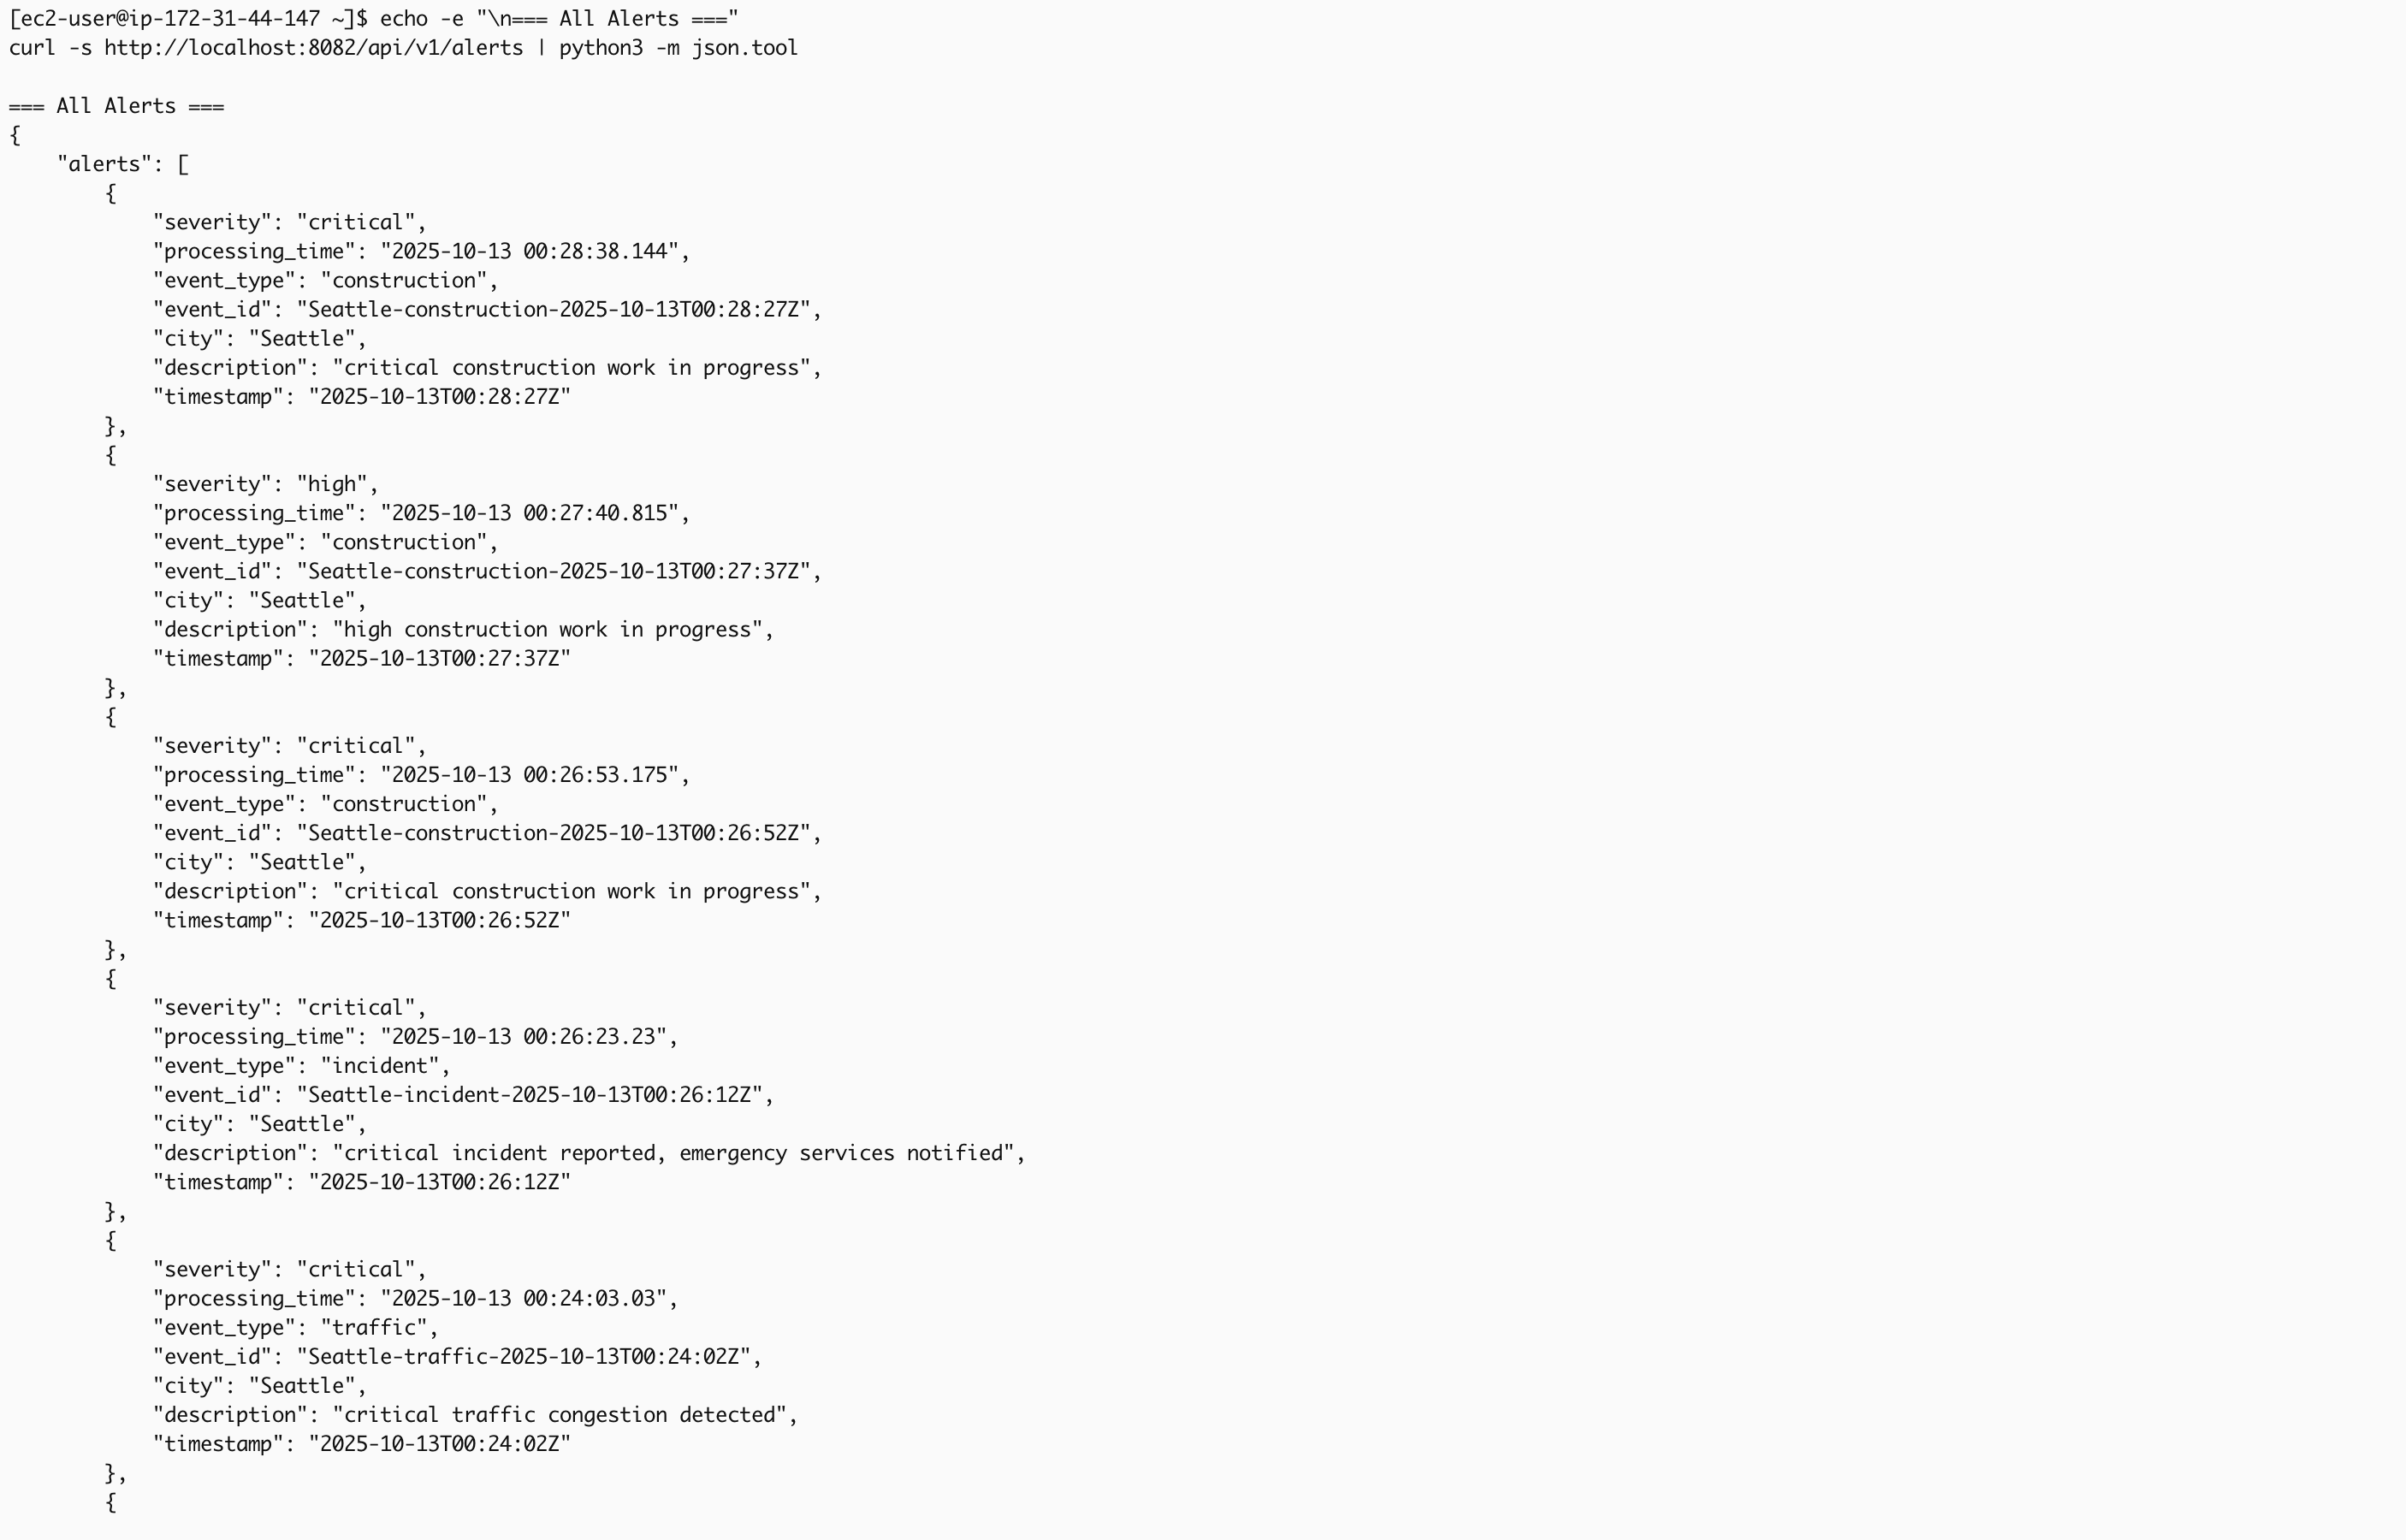 [ec2-user@ip-172-31-44-147 ~]$ echo -e "\n=== All Alerts ==="
curl -s http://localhost:8082/api/v1/alerts | python3 -m json.tool

=== All Alerts ===
{
    "alerts": [
        {
            "severity": "critical",
            "processing_time": "2025-10-13 00:28:38.144",
            "event_type": "construction",
            "event_id": "Seattle-construction-2025-10-13T00:28:27Z",
            "city": "Seattle",
            "description": "critical construction work in progress",
            "timestamp": "2025-10-13T00:28:27Z"
        },
        {
            "severity": "high",
            "processing_time": "2025-10-13 00:27:40.815",
            "event_type": "construction",
            "event_id": "Seattle-construction-2025-10-13T00:27:37Z",
            "city": "Seattle",
            "description": "high construction work in progress",
            "timestamp": "2025-10-13T00:27:37Z"
        },
        {
            "severity": "critical",
            "processing_time": "2025-10-13 00:26:53.175",
            "event_type": "construction",
            "event_id": "Seattle-construction-2025-10-13T00:26:52Z",
            "city": "Seattle",
            "description": "critical construction work in progress",
            "timestamp": "2025-10-13T00:26:52Z"
        },
        {
            "severity": "critical",
            "processing_time": "2025-10-13 00:26:23.23",
            "event_type": "incident",
            "event_id": "Seattle-incident-2025-10-13T00:26:12Z",
            "city": "Seattle",
            "description": "critical incident reported, emergency services notified",
            "timestamp": "2025-10-13T00:26:12Z"
        },
        {
            "severity": "critical",
            "processing_time": "2025-10-13 00:24:03.03",
            "event_type": "traffic",
            "event_id": "Seattle-traffic-2025-10-13T00:24:02Z",
            "city": "Seattle",
            "description": "critical traffic congestion detected",
            "timestamp": "2025-10-13T00:24:02Z"
        },
        {